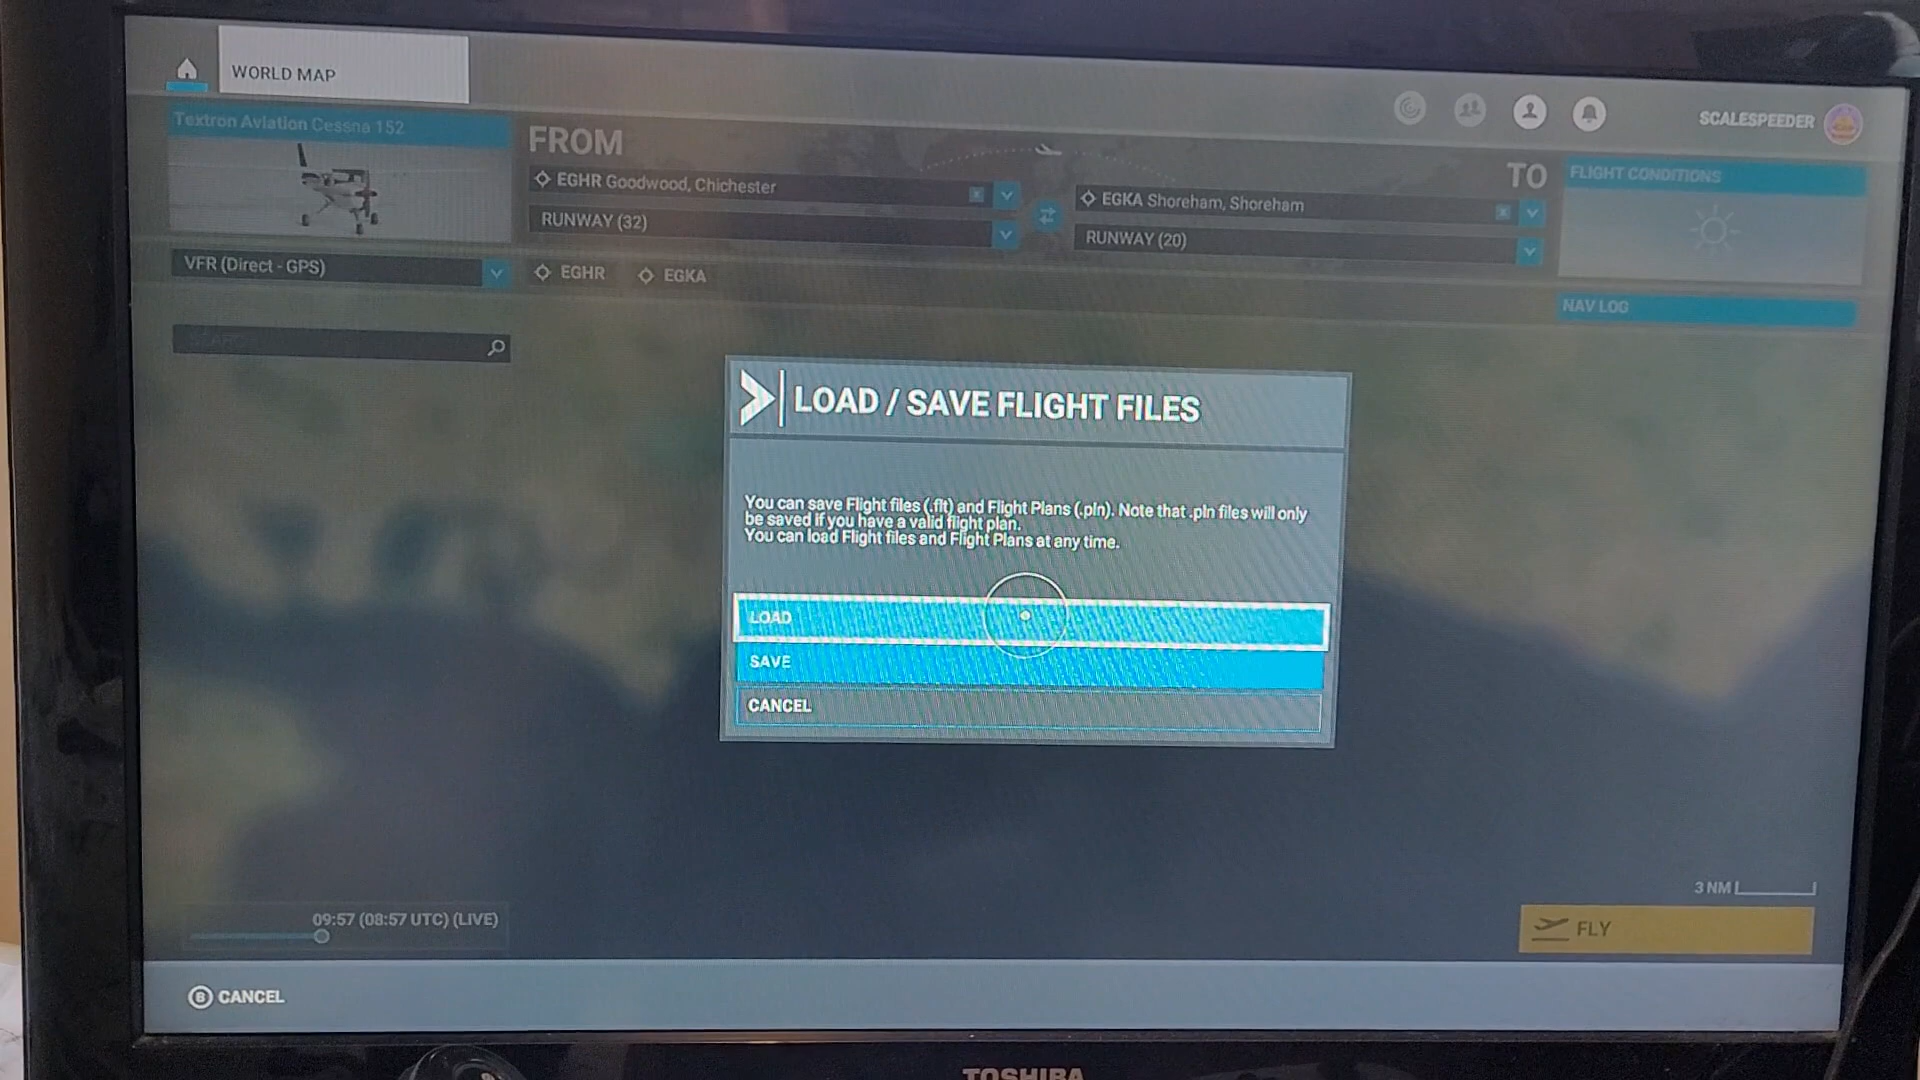 WORLD MAP
SCALESPEEDER
Textron Aviation Cessna 152
FROM
EGHR Goodwood, Chichester
RUNWAY (32)
TO
EGKA Shoreham, Shoreham
RUNWAY (20)
FLIGHT CONDITIONS
VFR (Direct - GPS)
EGHR
EGKA
NAV LOG
SEARCH
LOAD / SAVE FLIGHT FILES
You can save Flight files (.flt) and Flight Plans (.pln). Note that .pln files will only
be saved if you have a valid flight plan.
You can load Flight files and Flight Plans at any time.
LOAD
SAVE
CANCEL
3 NM
09:57 (08:57 UTC) (LIVE)
FLY
B CANCEL
TOSHIBA